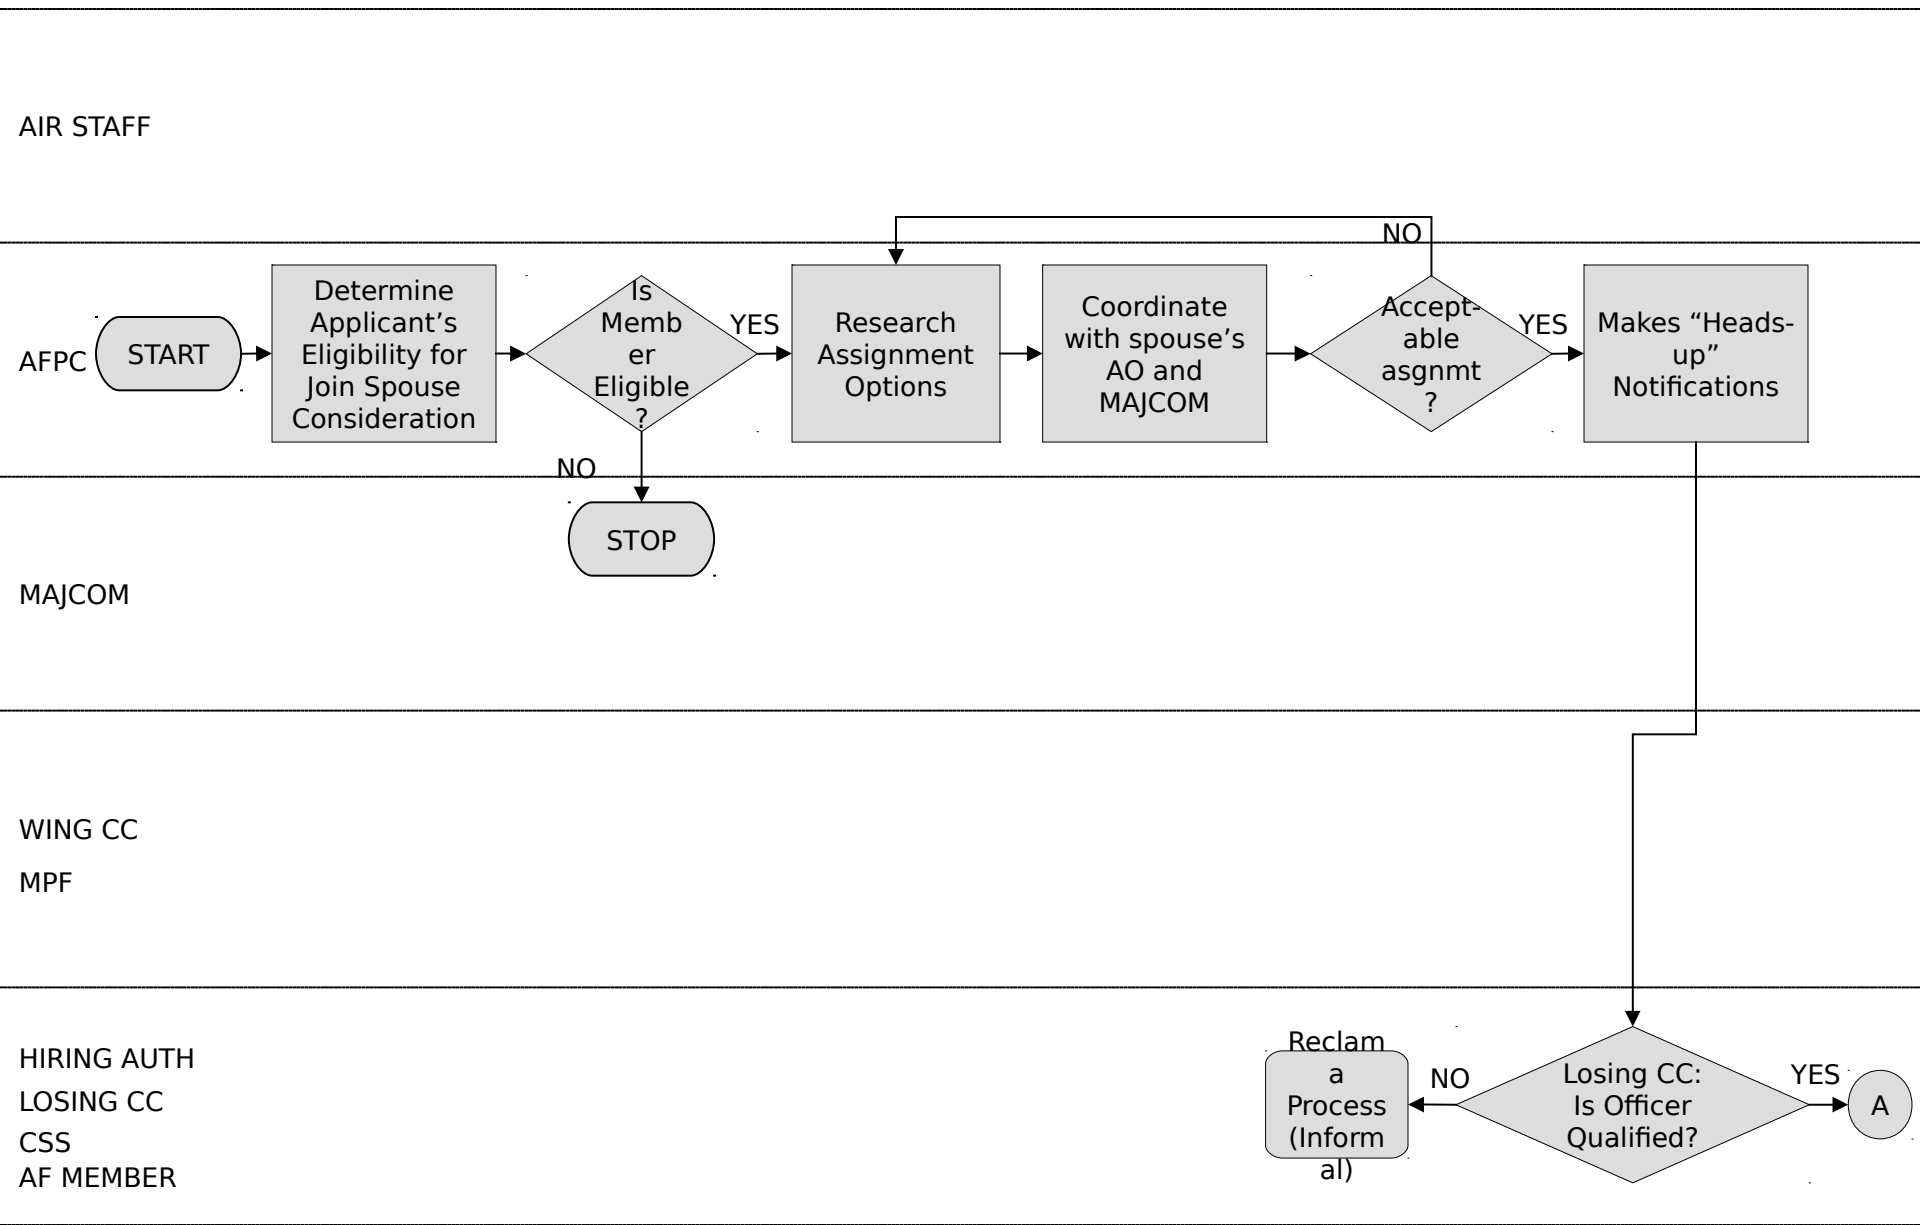 AIR STAFF
NO
AFPC
START
Determine
Applicant’s
Eligibility for
Join Spouse
Consideration
Is
Memb
er
Eligible
?
YES
Research
Assignment
Options
Coordinate
with spouse’s
AO and
MAJCOM
Accept-
able
asgnmt
?
YES
Makes “Heads-
up”
Notifications
NO
STOP
MAJCOM
WING CC
MPF
HIRING AUTH
LOSING CC
CSS
AF MEMBER
Reclam
a
Process
(Inform
al)
NO
Losing CC:
Is Officer
Qualified?
YES
A